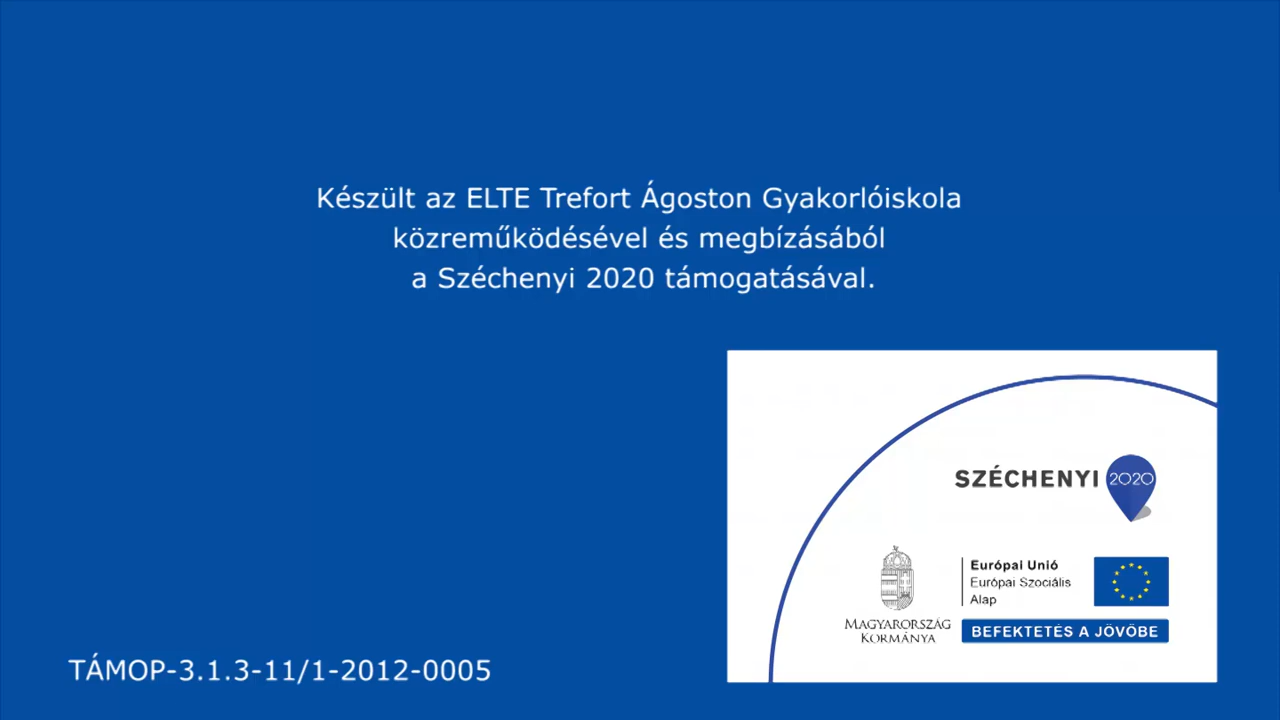 Készült az ELTE Trefort Ágoston Gyakorlóiskola
közreműködésével és megbízásából
a Széchenyi 2020 támogatásával.
SZÉCHENYI 2020
Európai Unió
Európai Szociális
Alap
MAGYARORSZÁG
KORMÁNYA
BEFEKTETÉS A JÖVŐBE
TÁMOP-3.1.3-11/1-2012-0005